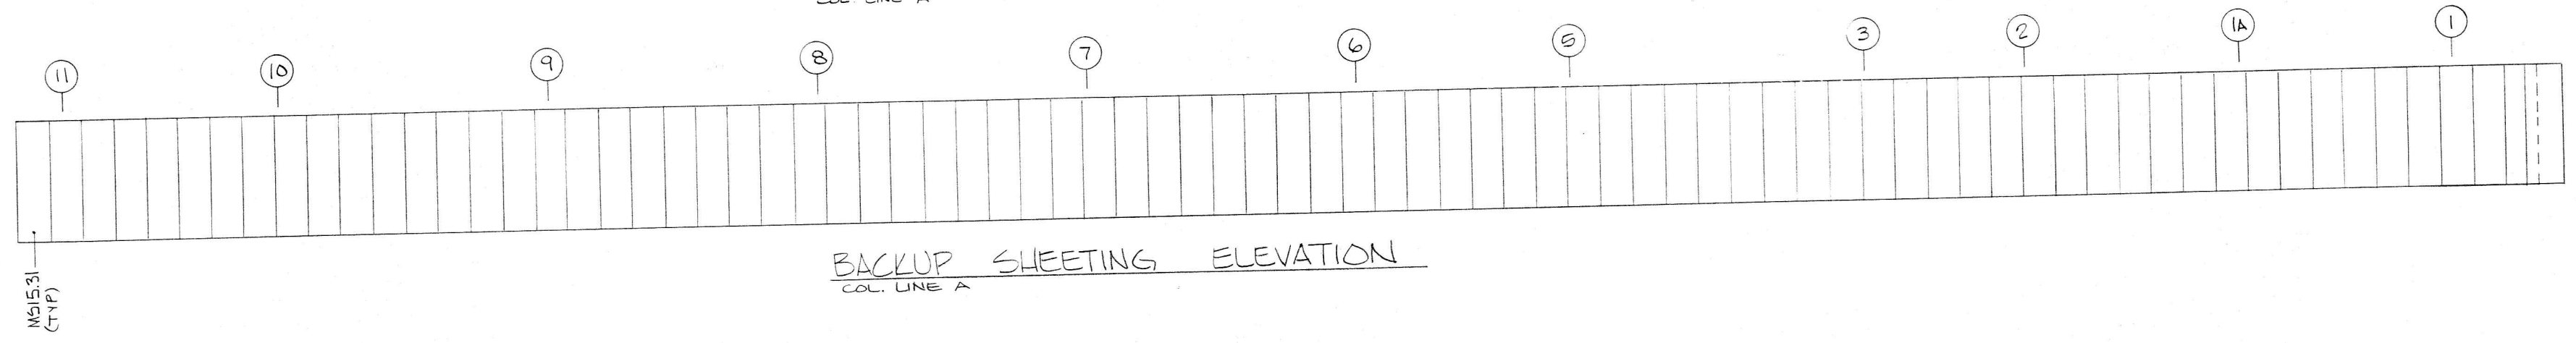 COL. LINE A
11 10 9 8 7 6 5 3 2 1A 1
BACKUP SHEETING ELEVATION
COL. LINE A
MS15.31
(TYP)